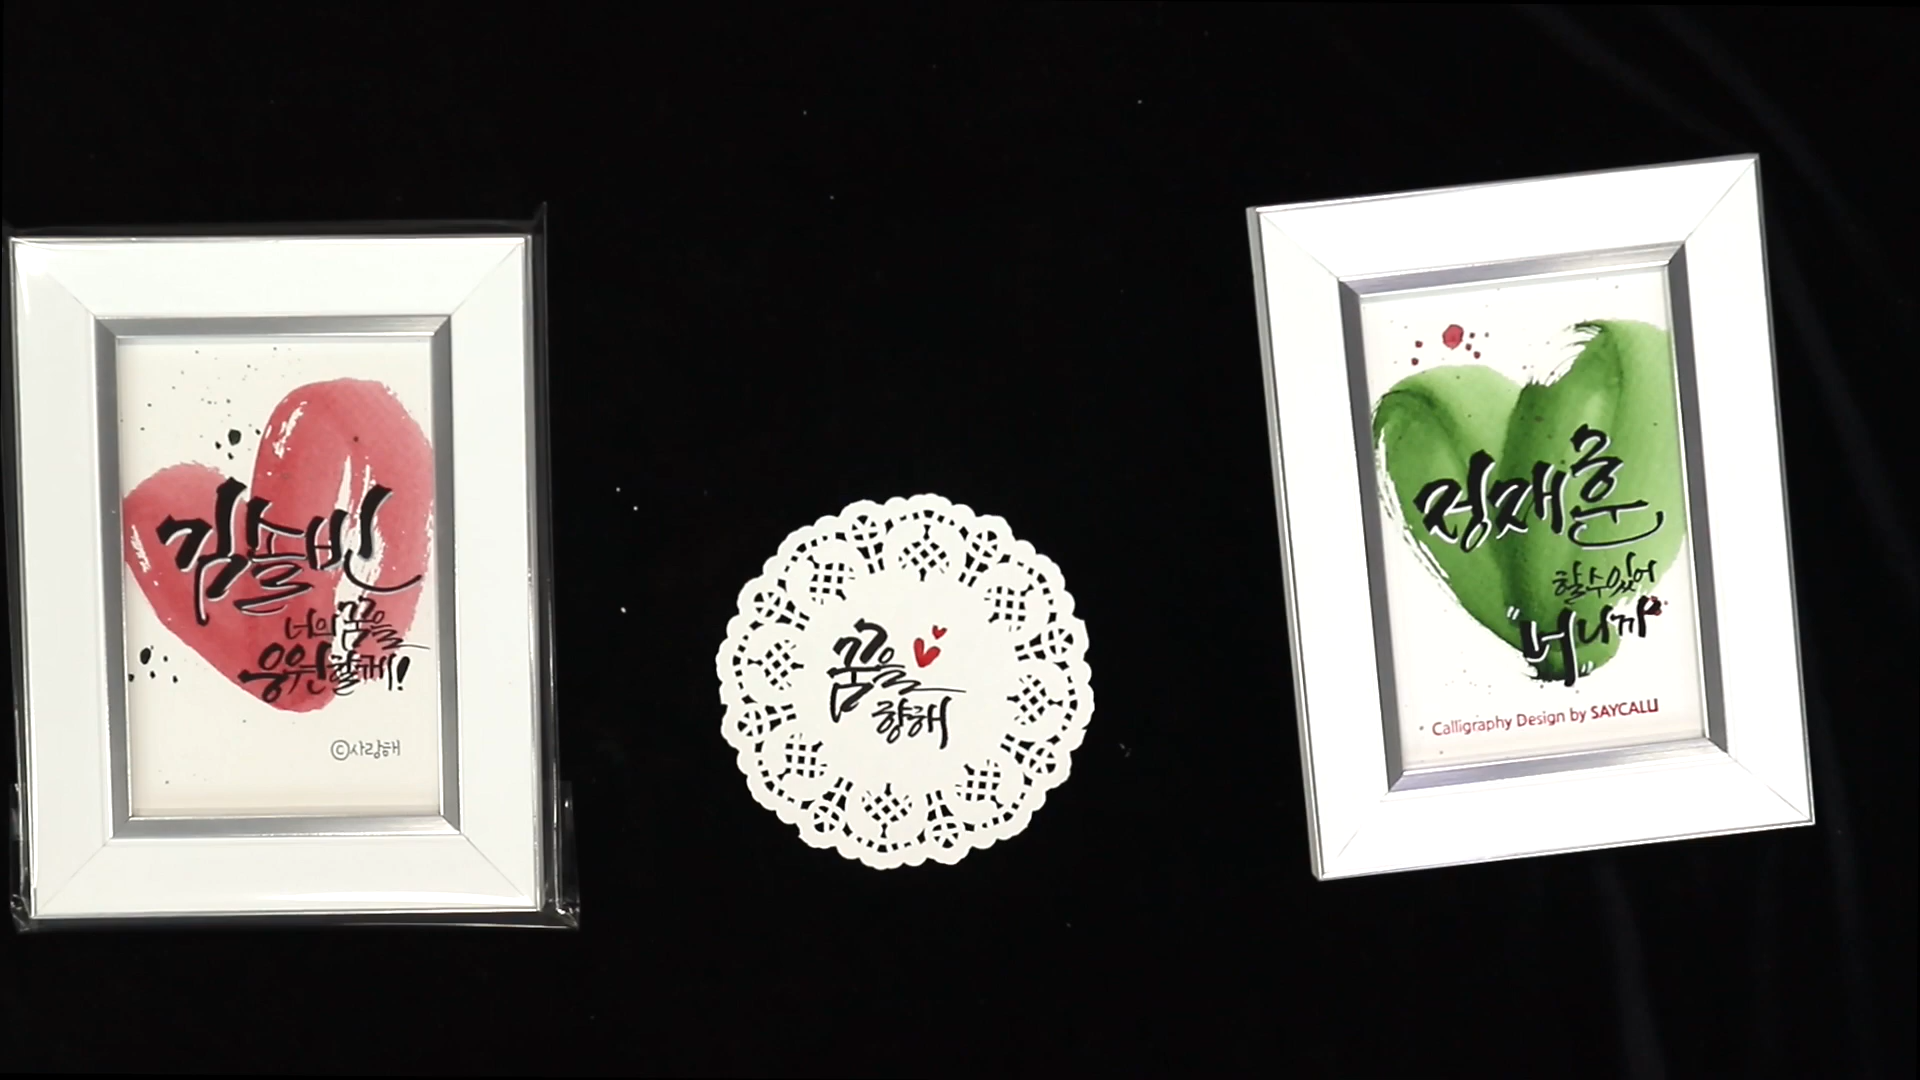 김솔빈
너의 꿈을
응원할께!
©사랑해
꿈을
향해
정재훈
할 수 있어
"너니까"
Calligraphy Design by SAYCALLI